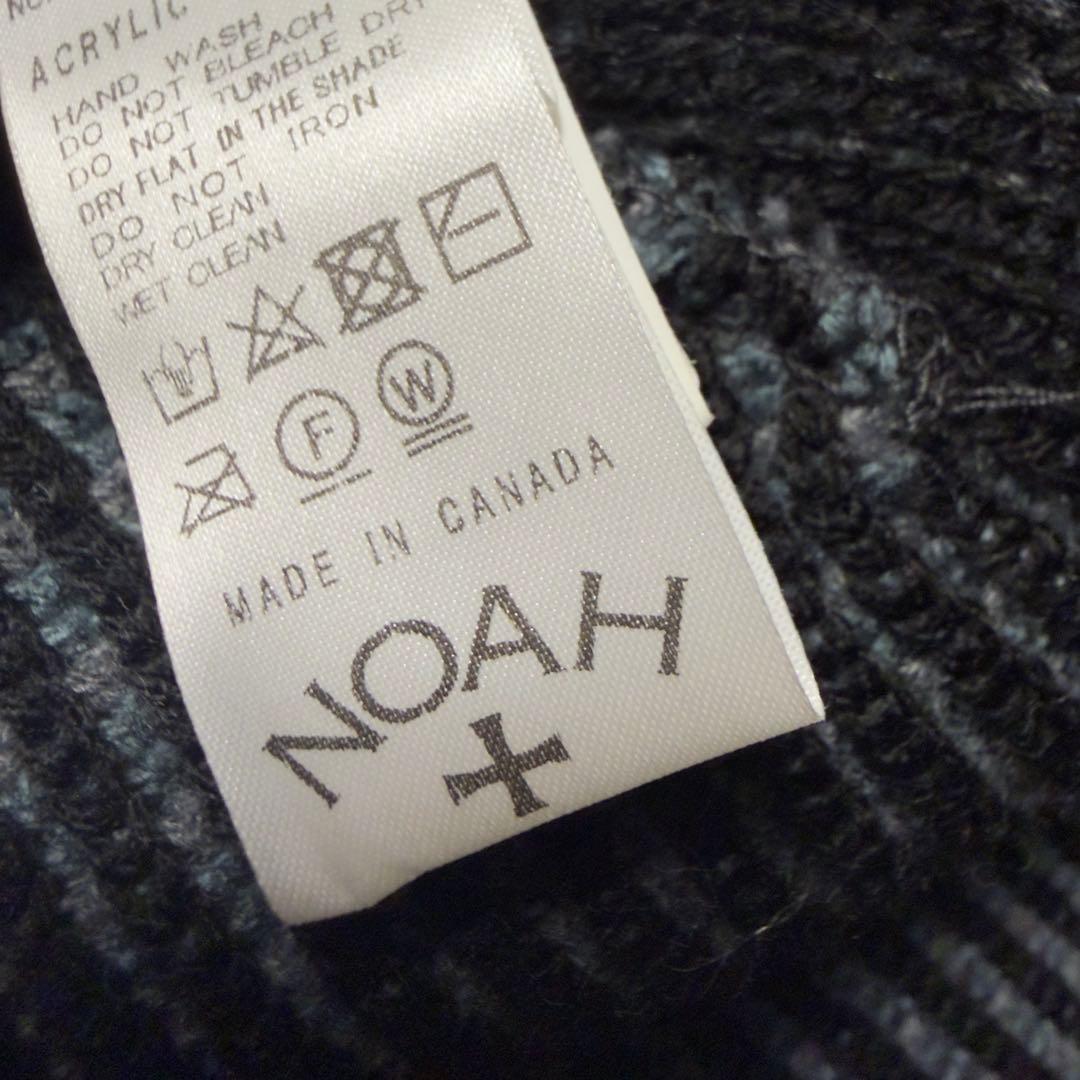 ACRYLIC
HAND WASH
DO NOT BLEACH
DO NOT TUMBLE DRY
DRY FLAT IN THE SHADE
DO NOT IRON
DRY CLEAN
WET CLEAN
F W
MADE IN CANADA
NOAH